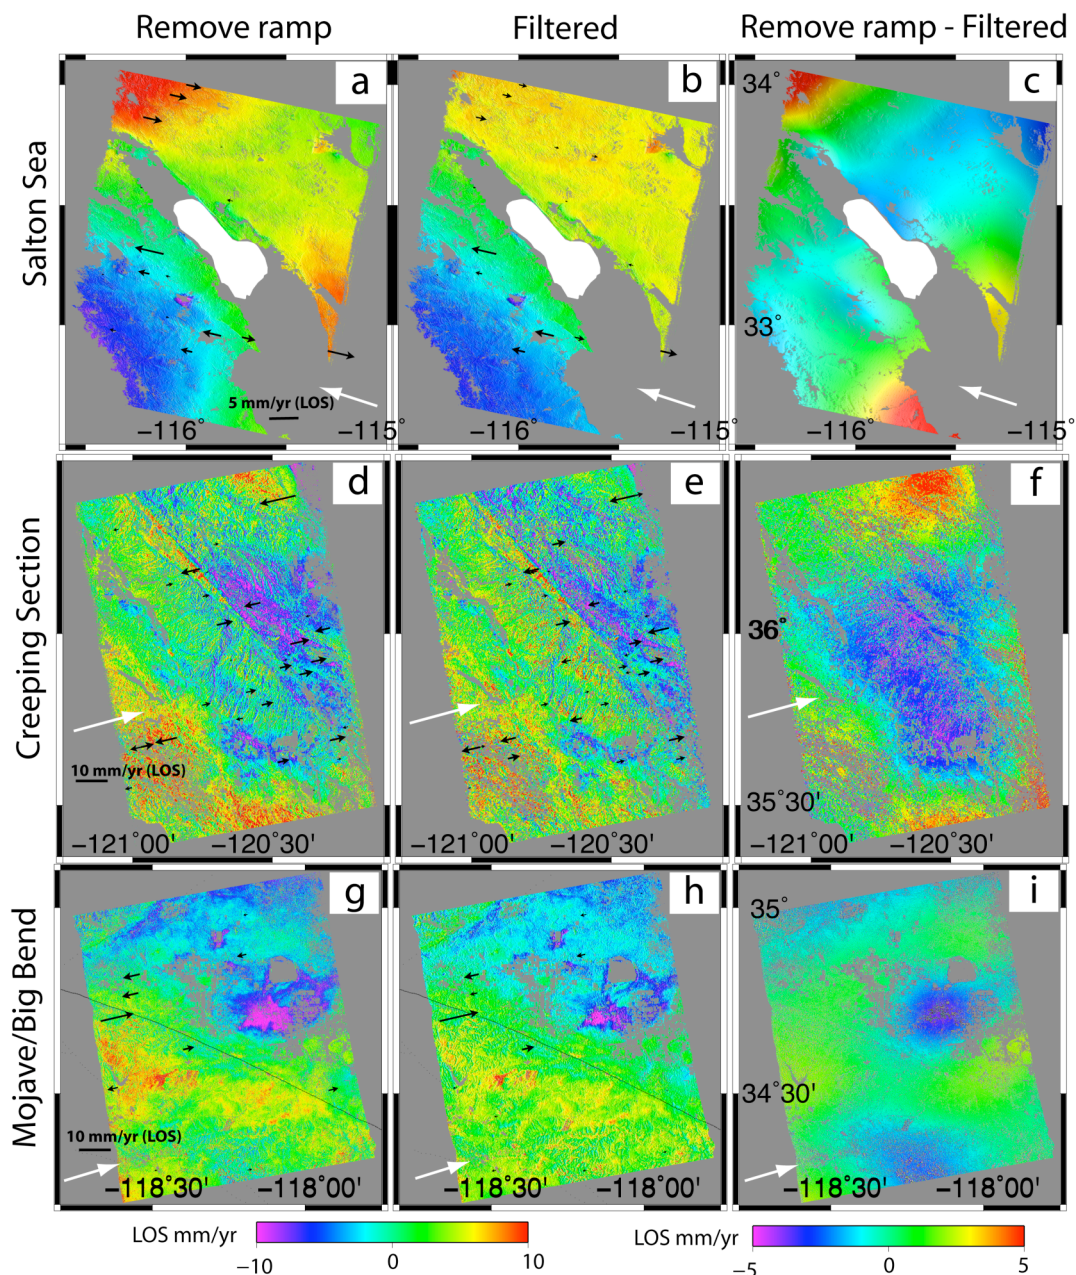 Remove ramp
Filtered
Remove ramp - Filtered
Salton Sea
a
b
c
34°
33°
5 mm/yr (LOS)
−116°
−115°
−116°
−115°
−116°
−115°
Creeping Section
d
e
f
36°
35°30'
10 mm/yr (LOS)
−121°00'
−120°30'
−121°00'
−120°30'
−121°00'
−120°30'
Mojave/Big Bend
g
h
i
35°
34°30'
10 mm/yr (LOS)
−118°30'
−118°00'
−118°30'
−118°00'
−118°30'
−118°00'
LOS mm/yr
−10
0
10
LOS mm/yr
−5
0
5